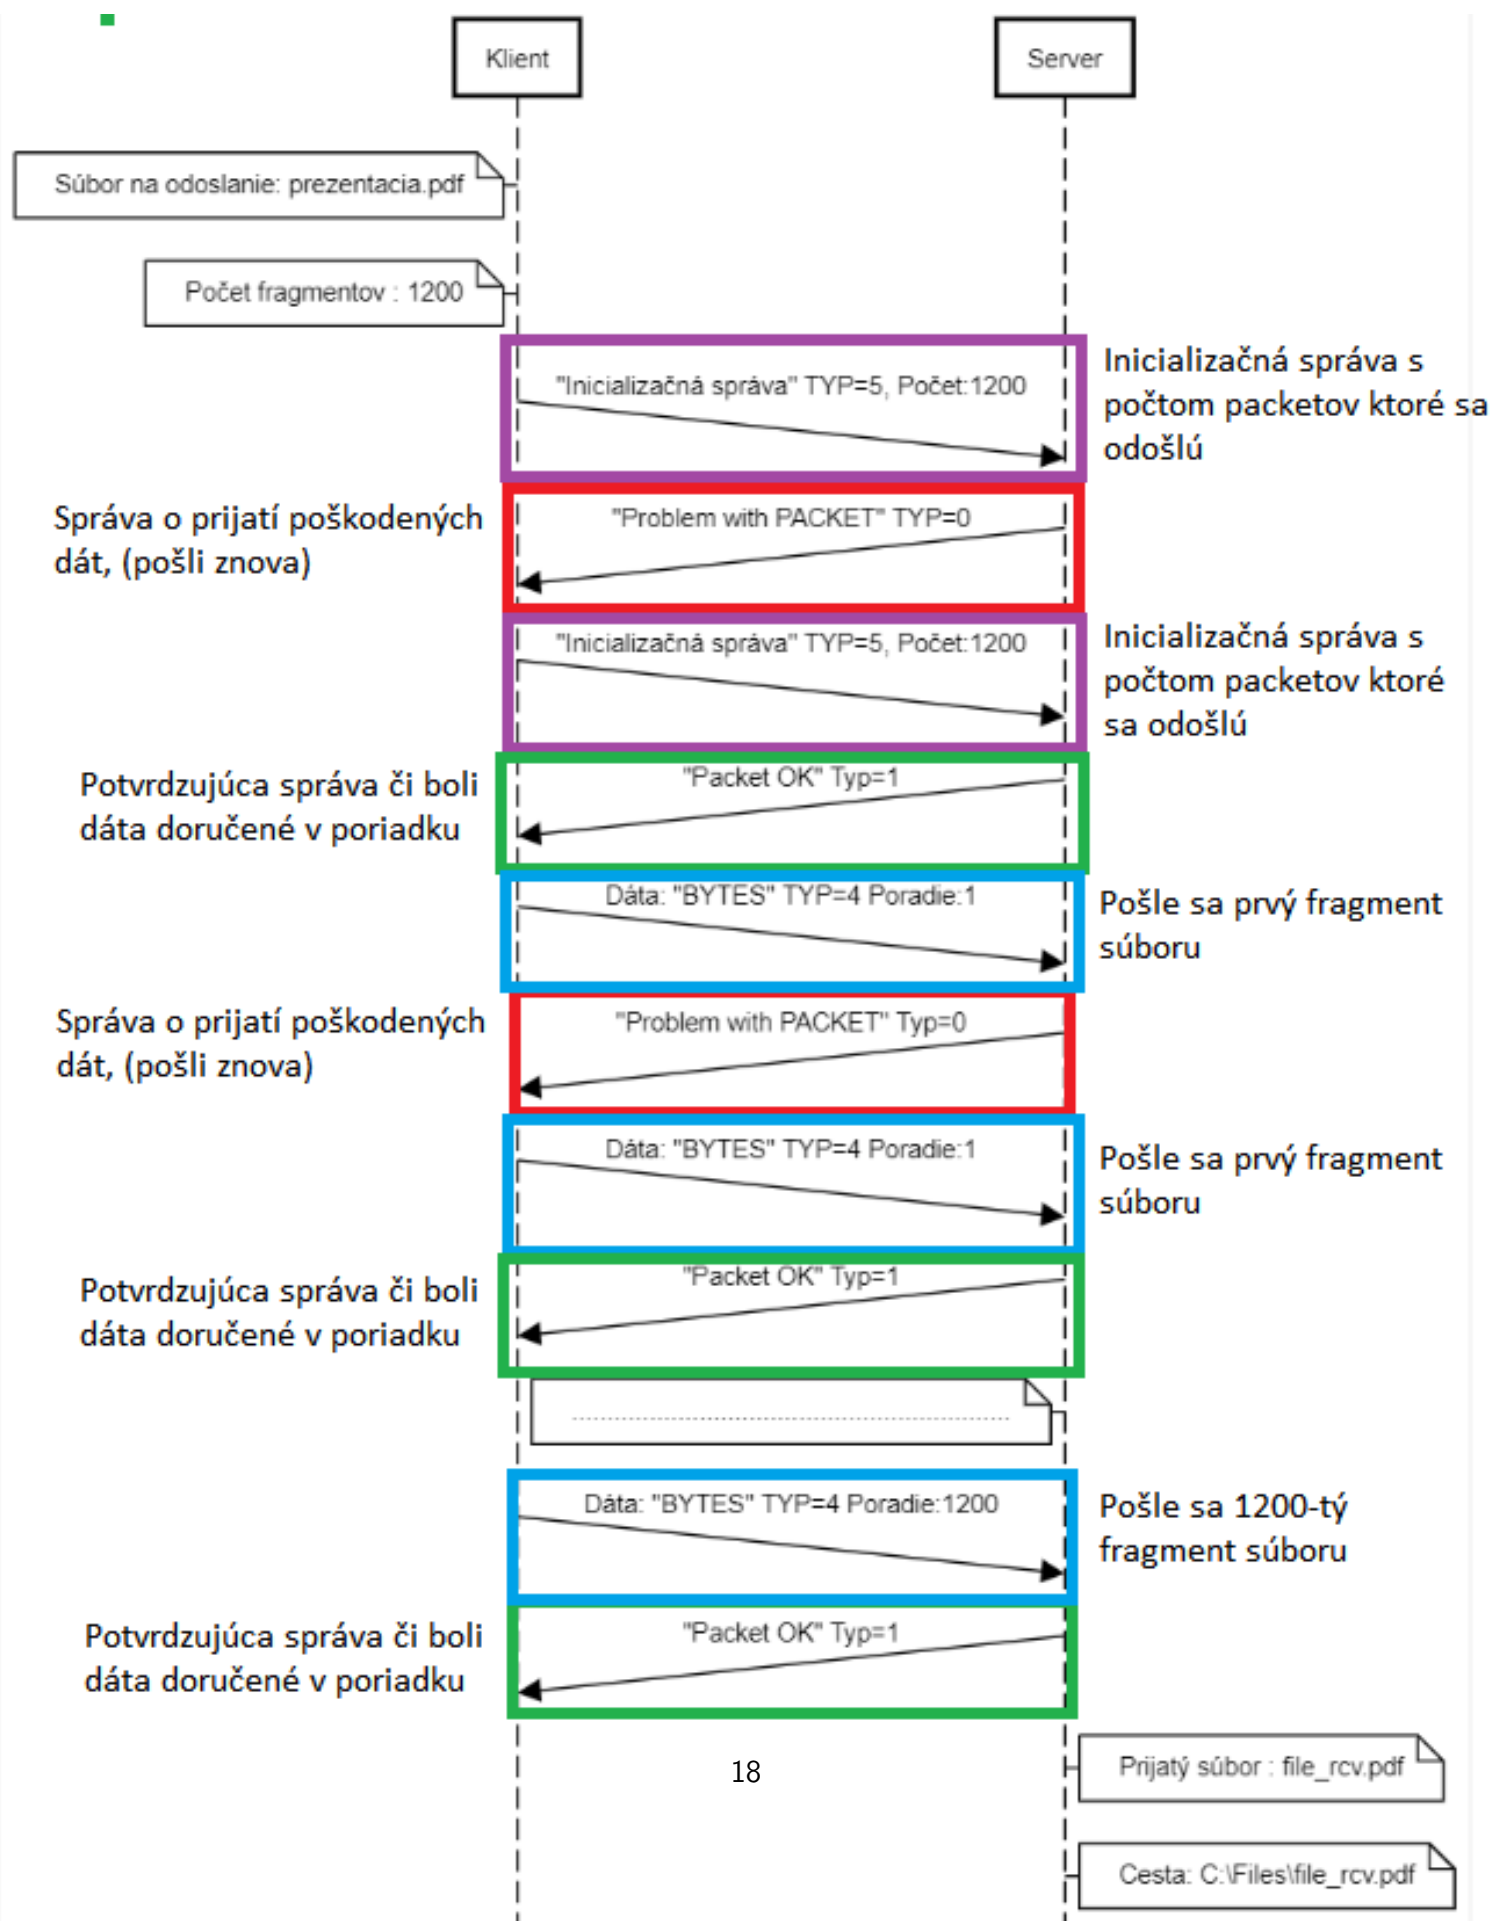 Klient
Server
Súbor na odoslanie: prezentacia.pdf
Počet fragmentov : 1200
"Inicializačná správa" TYP=5, Počet:1200
Inicializačná správa s
počtom packetov ktoré sa
odošlú
Správa o prijatí poškodených
dát, (pošli znova)
"Problem with PACKET" TYP=0
"Inicializačná správa" TYP=5, Počet:1200
Inicializačná správa s
počtom packetov ktoré
sa odošlú
Potvrdzujúca správa či boli
dáta doručené v poriadku
"Packet OK" Typ=1
Dáta: "BYTES" TYP=4 Poradie:1
Pošle sa prvý fragment
súboru
Správa o prijatí poškodených
dát, (pošli znova)
"Problem with PACKET" Typ=0
Dáta: "BYTES" TYP=4 Poradie:1
Pošle sa prvý fragment
súboru
Potvrdzujúca správa či boli
dáta doručené v poriadku
"Packet OK" Typ=1
Dáta: "BYTES" TYP=4 Poradie:1200
Pošle sa 1200-tý
fragment súboru
Potvrdzujúca správa či boli
dáta doručené v poriadku
"Packet OK" Typ=1
Prijatý súbor : file_rcv.pdf
18
Cesta: C:\Files\file_rcv.pdf